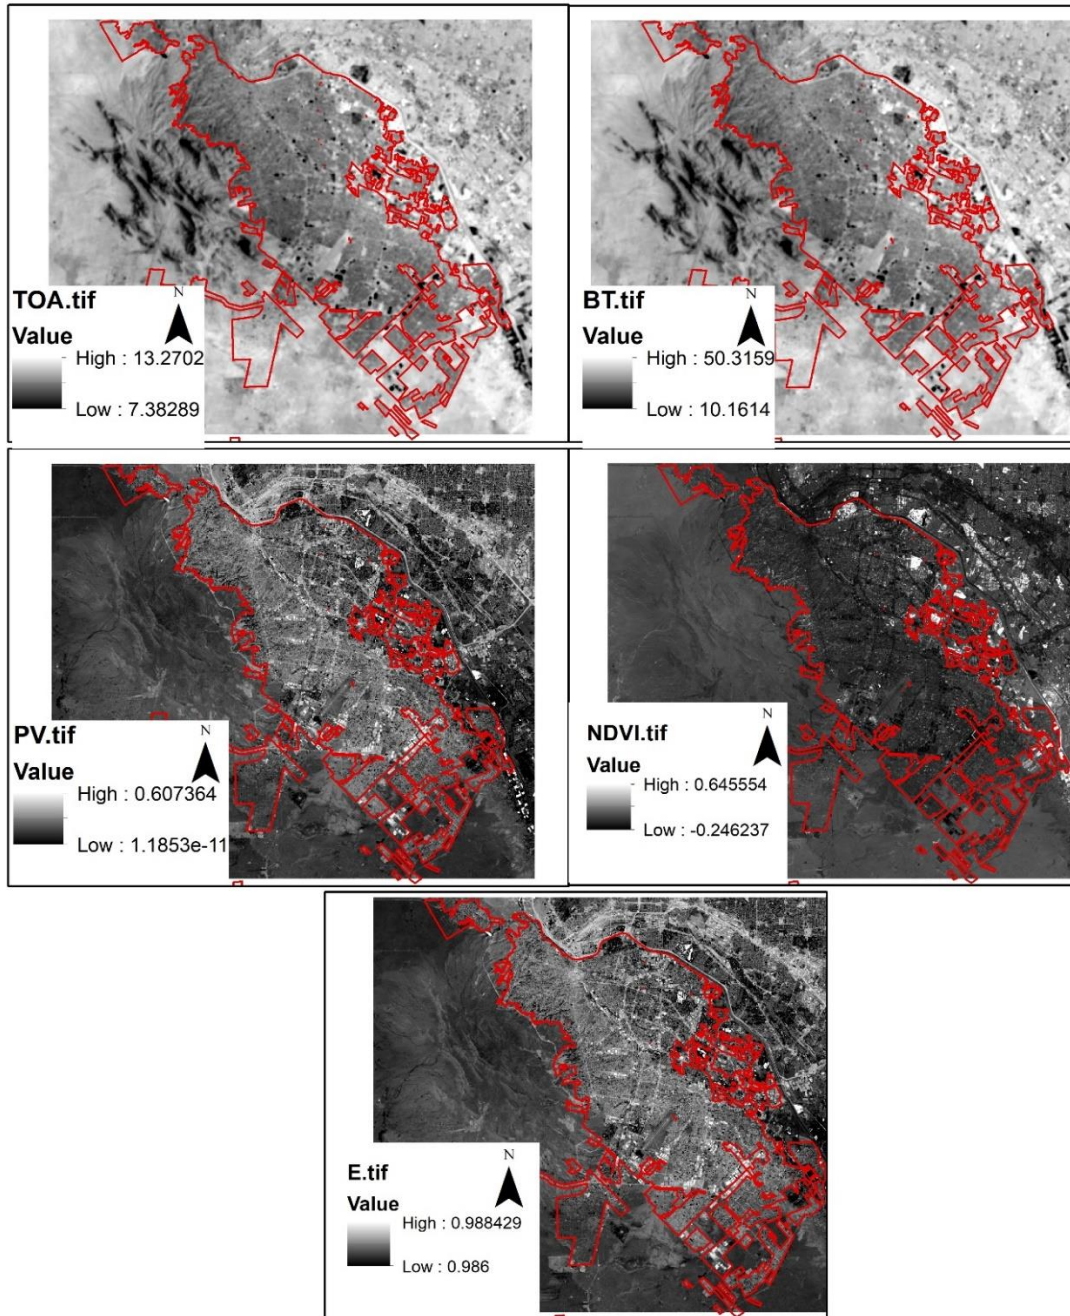 TOA.tif
N
Value
High : 13.2702
Low : 7.38289
BT.tif
N
Value
High : 50.3159
Low : 10.1614
PV.tif
N
Value
High : 0.607364
Low : 1.1853e-11
NDVI.tif
N
Value
High : 0.645554
Low : -0.246237
E.tif
N
Value
High : 0.988429
Low : 0.986